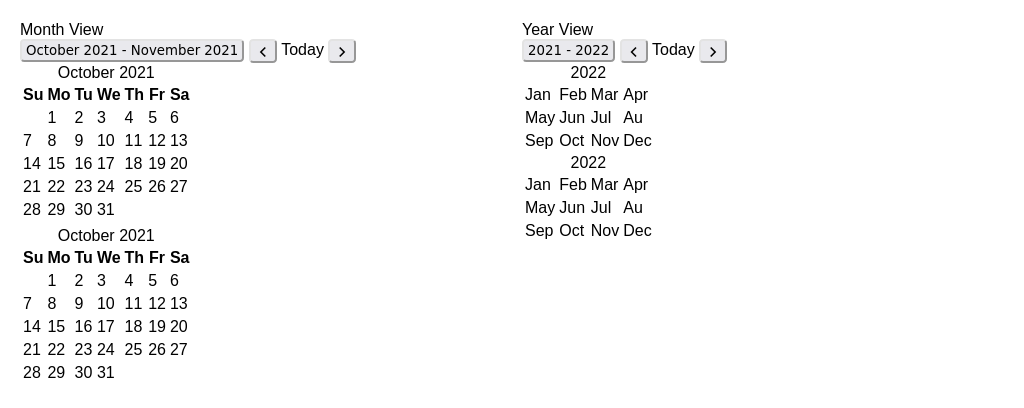 Month View
October 2021 - November 2021 < Today >
October 2021
Su Mo Tu We Th Fr Sa
1 2 3 4 5 6
7 8 9 10 11 12 13
14 15 16 17 18 19 20
21 22 23 24 25 26 27
28 29 30 31
October 2021
Su Mo Tu We Th Fr Sa
1 2 3 4 5 6
7 8 9 10 11 12 13
14 15 16 17 18 19 20
21 22 23 24 25 26 27
28 29 30 31
Year View
2021 - 2022 < Today >
2022
Jan Feb Mar Apr
May Jun Jul Au
Sep Oct Nov Dec
2022
Jan Feb Mar Apr
May Jun Jul Au
Sep Oct Nov Dec